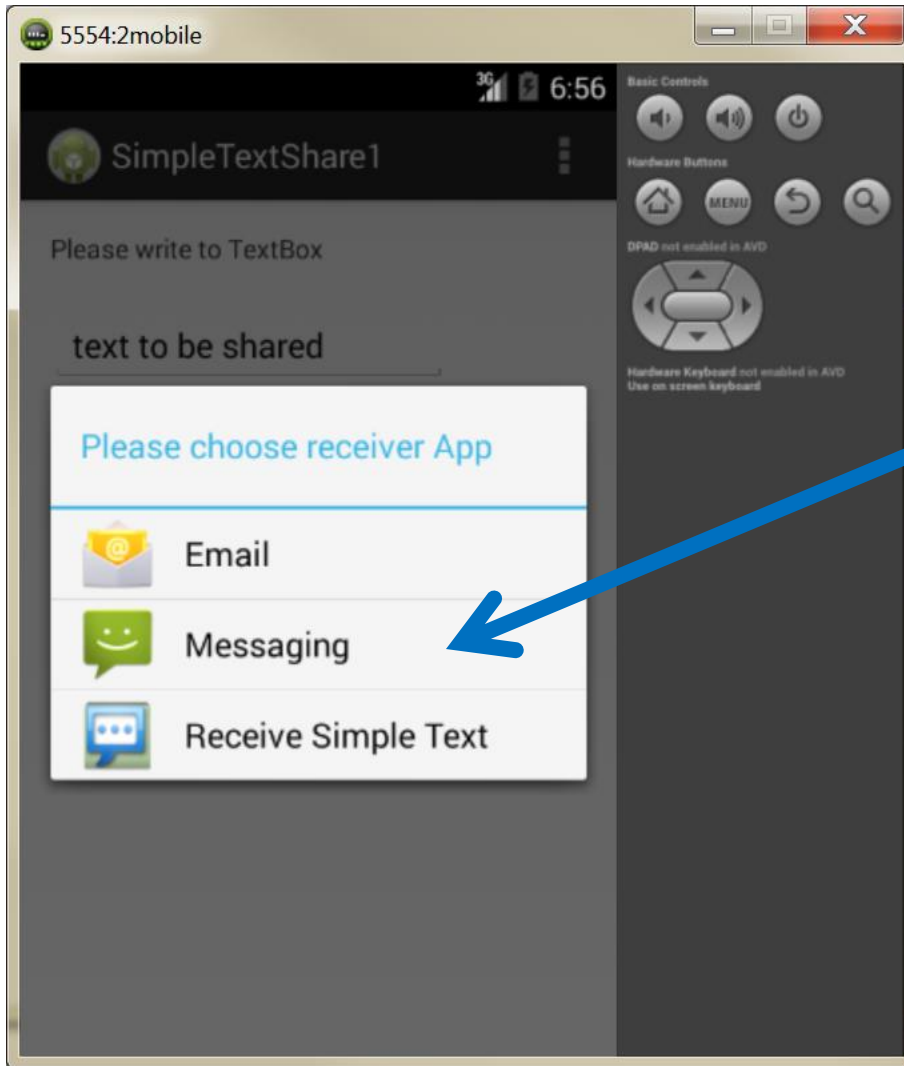 5554:2mobile
3G 6:56
SimpleTextShare1
Please write to TextBox
text to be shared
Please choose receiver App
@
Email
Messaging
Receive Simple Text
Basic Controls
Hardware Buttons
MENU
DPAD not enabled in AVD
Hardware Keyboard not enabled in AVD
Use on screen keyboard